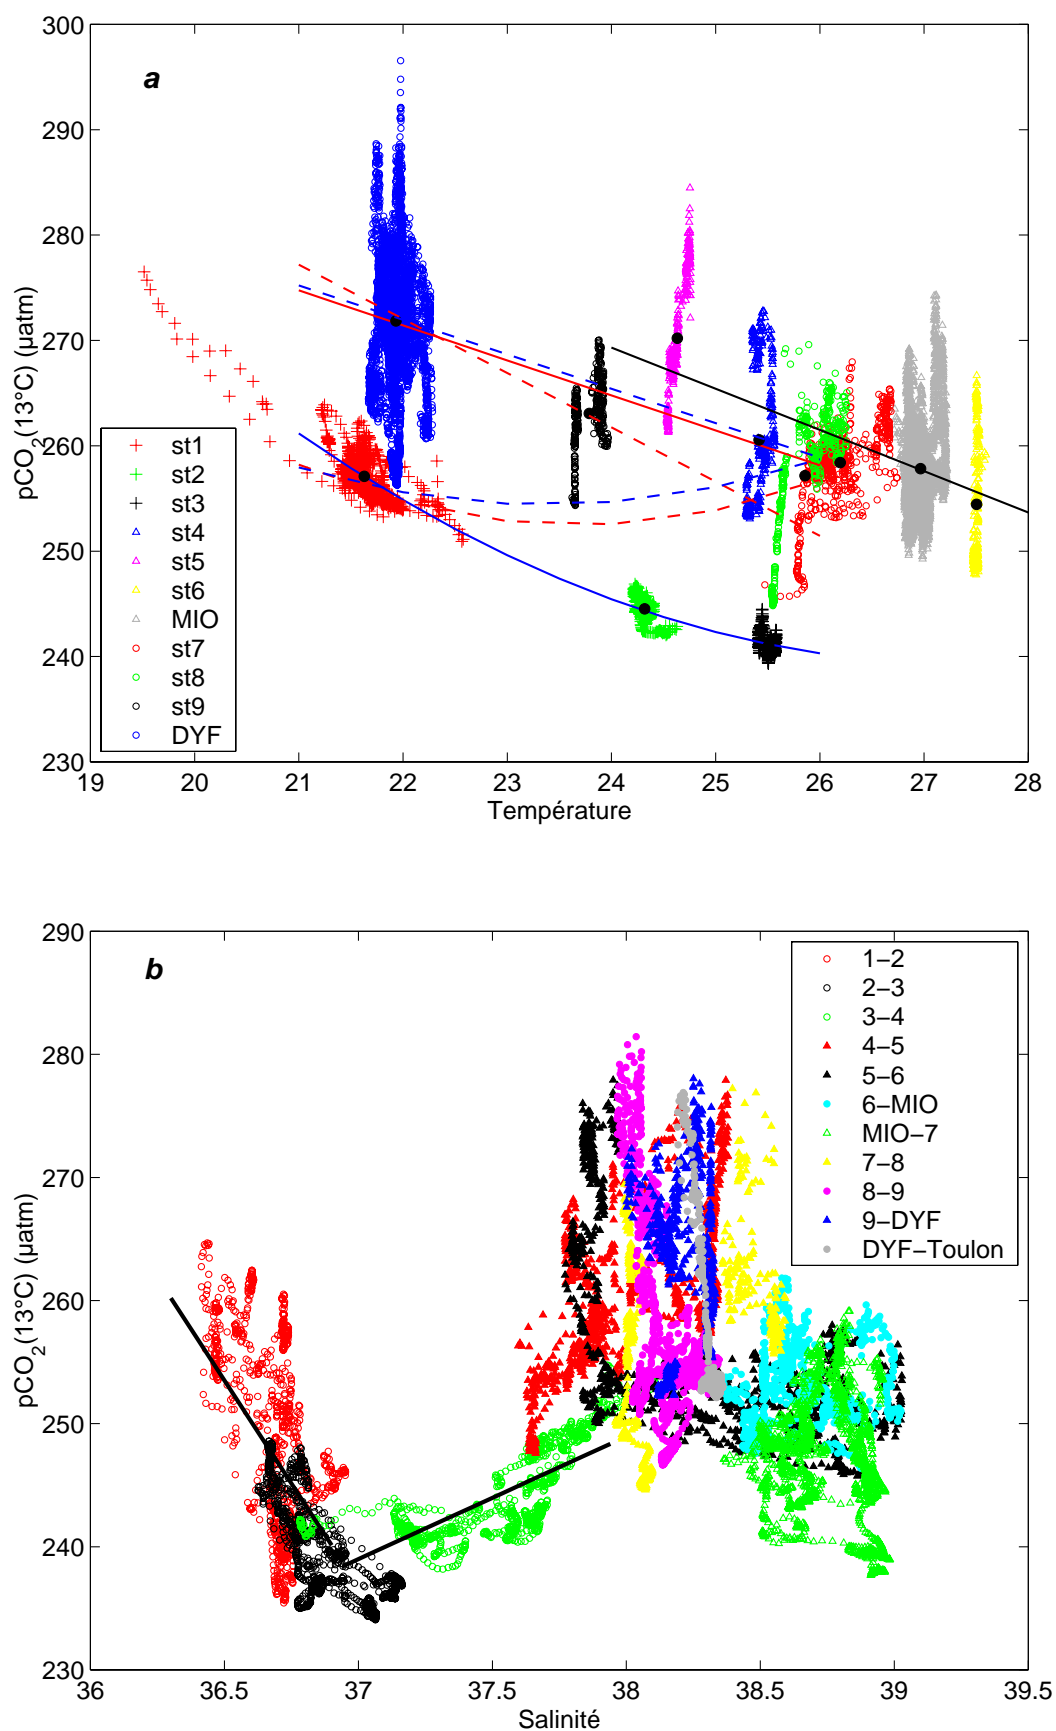 300
a
290
280
270
260
250
240
230
pCO2(13°C) (µatm)
st1
st2
st3
st4
st5
st6
MIO
st7
st8
st9
DYF
19 20 21 22 23 24 25 26 27 28
Température
290
b
280
270
260
250
240
230
pCO2(13°C) (µatm)
1−2
2−3
3−4
4−5
5−6
6−MIO
MIO−7
7−8
8−9
9−DYF
DYF−Toulon
36 36.5 37 37.5 38 38.5 39 39.5
Salinité